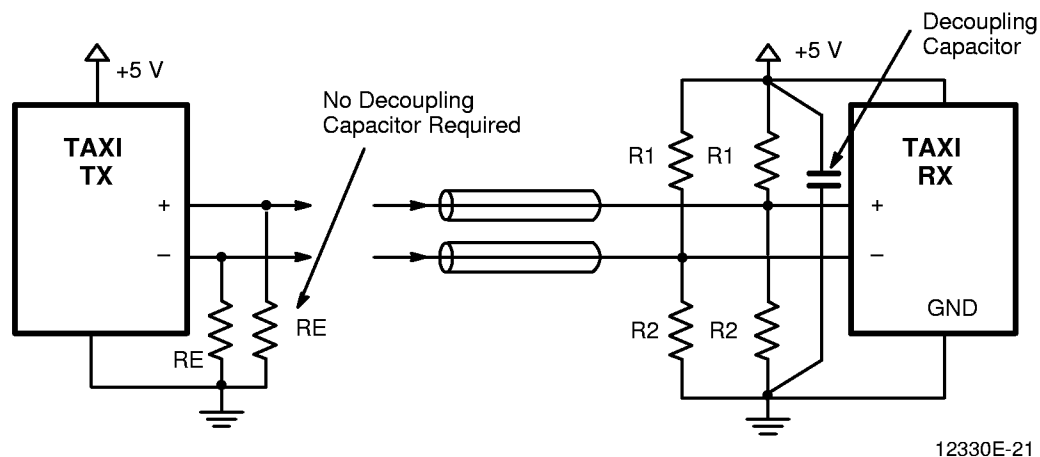 Decoupling
Capacitor
+5 V
+5 V
No Decoupling
Capacitor Required
TAXI
TX
R1
R1
TAXI
RX
+
+
–
–
GND
RE
R2
R2
RE
12330E-21